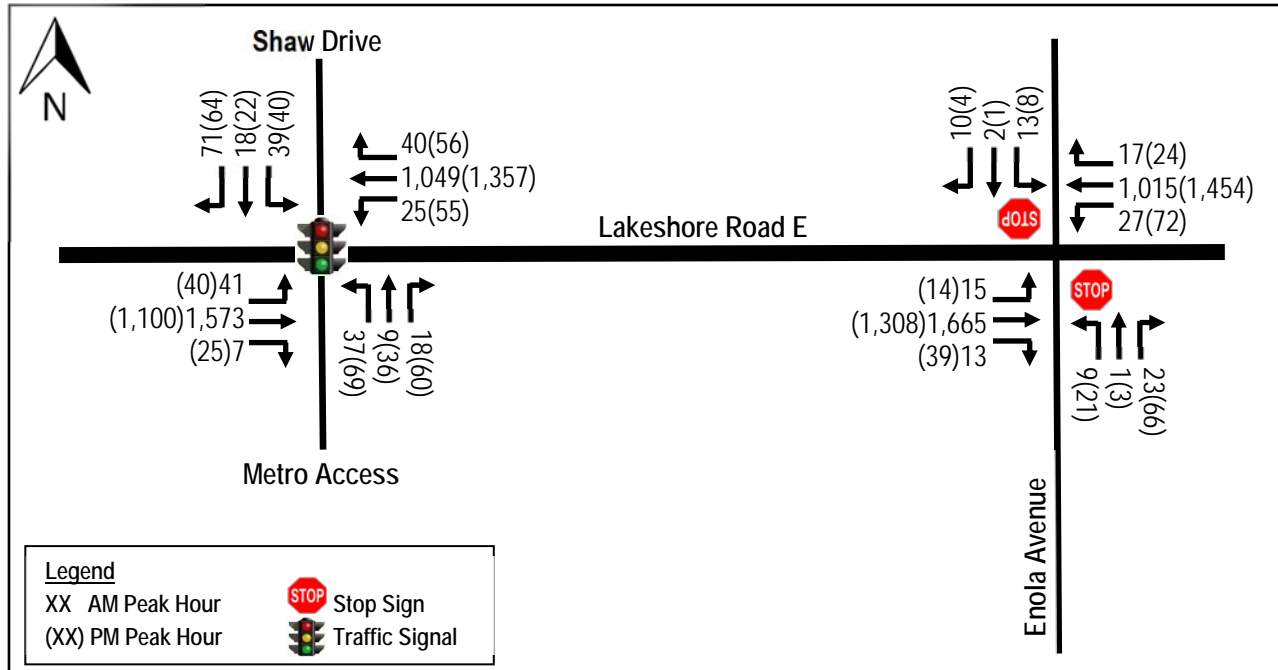 Shaw Drive
N
71(64)
18(22)
39(40)
40(56)
1,049(1,357)
25(55)
10(4)
2(1)
13(8)
17(24)
1,015(1,454)
27(72)
STOP
Lakeshore Road E
(40)41
(1,100)1,573
(25)7
37(69)
9(36)
18(60)
(14)15
(1,308)1,665
(39)13
STOP
9(21)
1(3)
23(66)
Metro Access
Enola Avenue
Legend
XX AM Peak Hour
STOP Stop Sign
(XX) PM Peak Hour
Traffic Signal